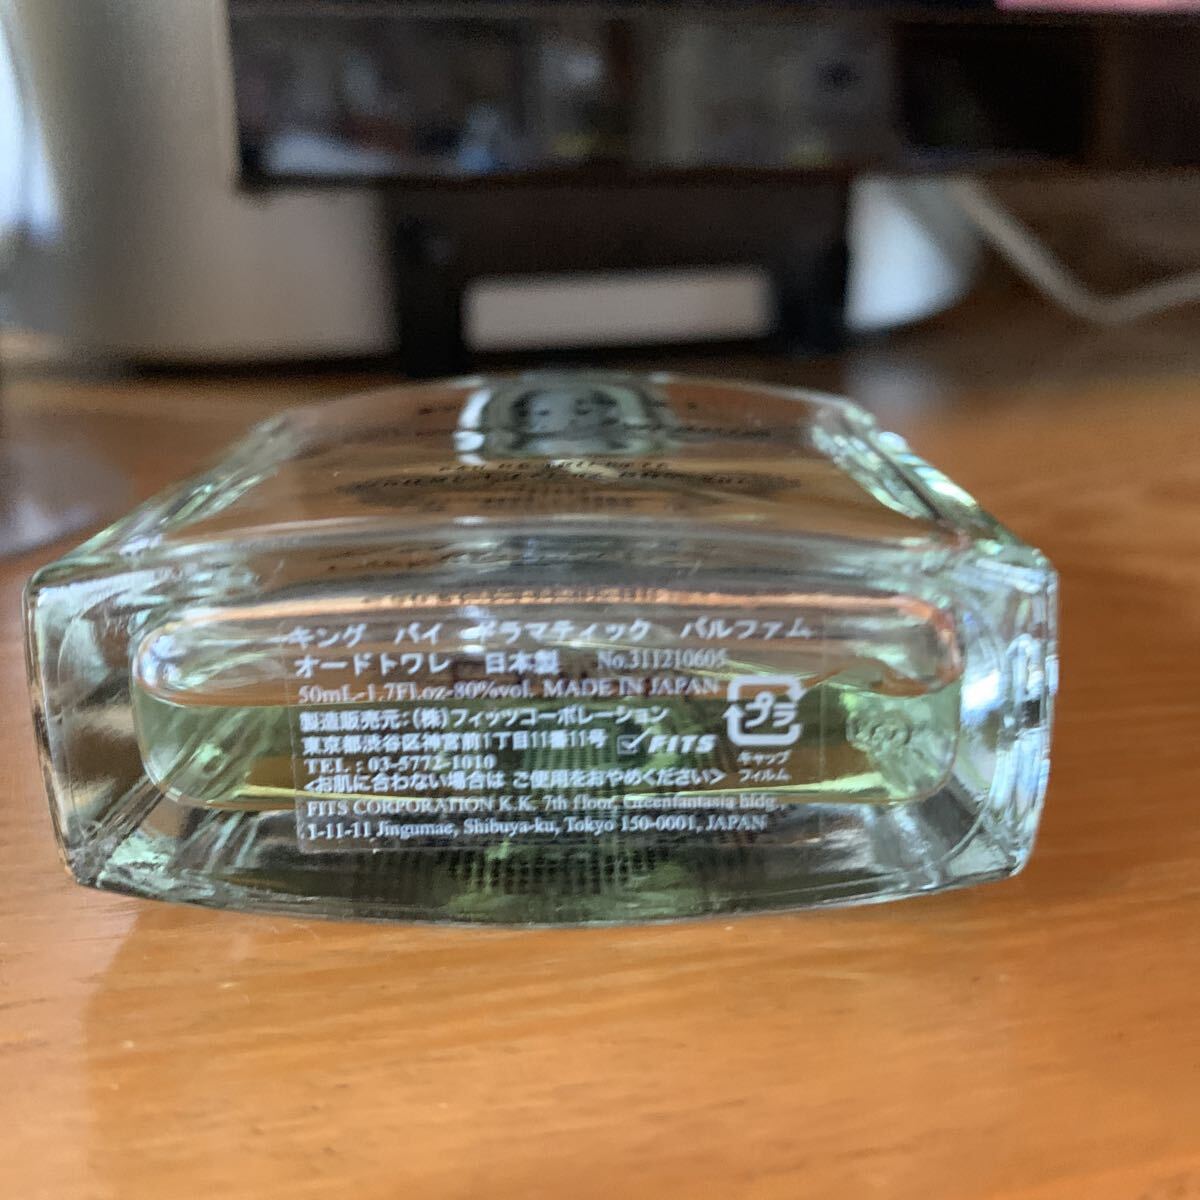 キング バイ ドラマティック パルファム
オードトワレ 日本製 No.311210605
50mL-1.7Fl.oz-80%vol. MADE IN JAPAN
製造販売元:(株)フィッツコーポレーション
東京都渋谷区神宮前1丁目11番11号 FITS
TEL : 03-5772-1010
<お肌に合わない場合は ご使用をおやめください>
FITS CORPORATION K.K. 7th floor, Greenfantasia bldg.,
1-11-11 Jingumae, Shibuya-ku, Tokyo 150-0001, JAPAN
プラ
キャップ
フィルム